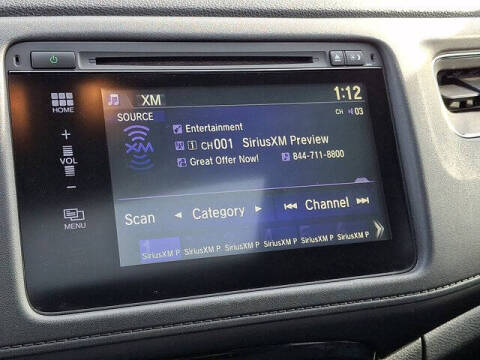 XM 1:12
HOME
SOURCE CH 03
XM
Entertainment
+
VOL
−
1 CH001 SiriusXM Preview
Great Offer Now! 844-711-8800
Scan ◄ Category ► |◄◄ Channel ►►|
MENU
SiriusXM P SiriusXM P SiriusXM P SiriusXM P SiriusXM P SiriusXM P